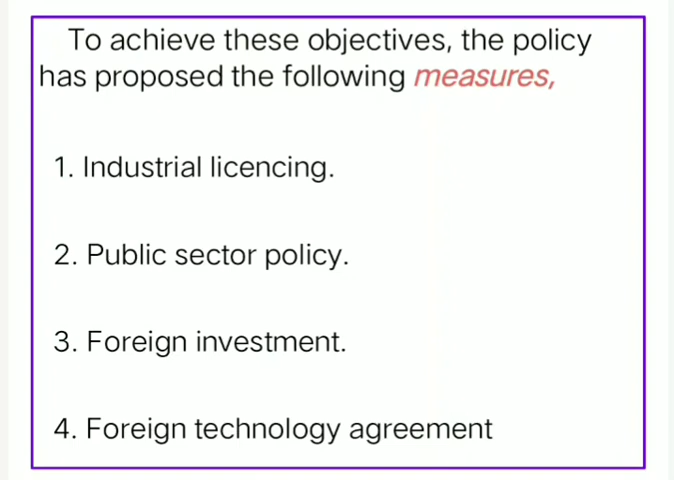 To achieve these objectives, the policy
has proposed the following measures,
1. Industrial licencing.
2. Public sector policy.
3. Foreign investment.
4. Foreign technology agreement